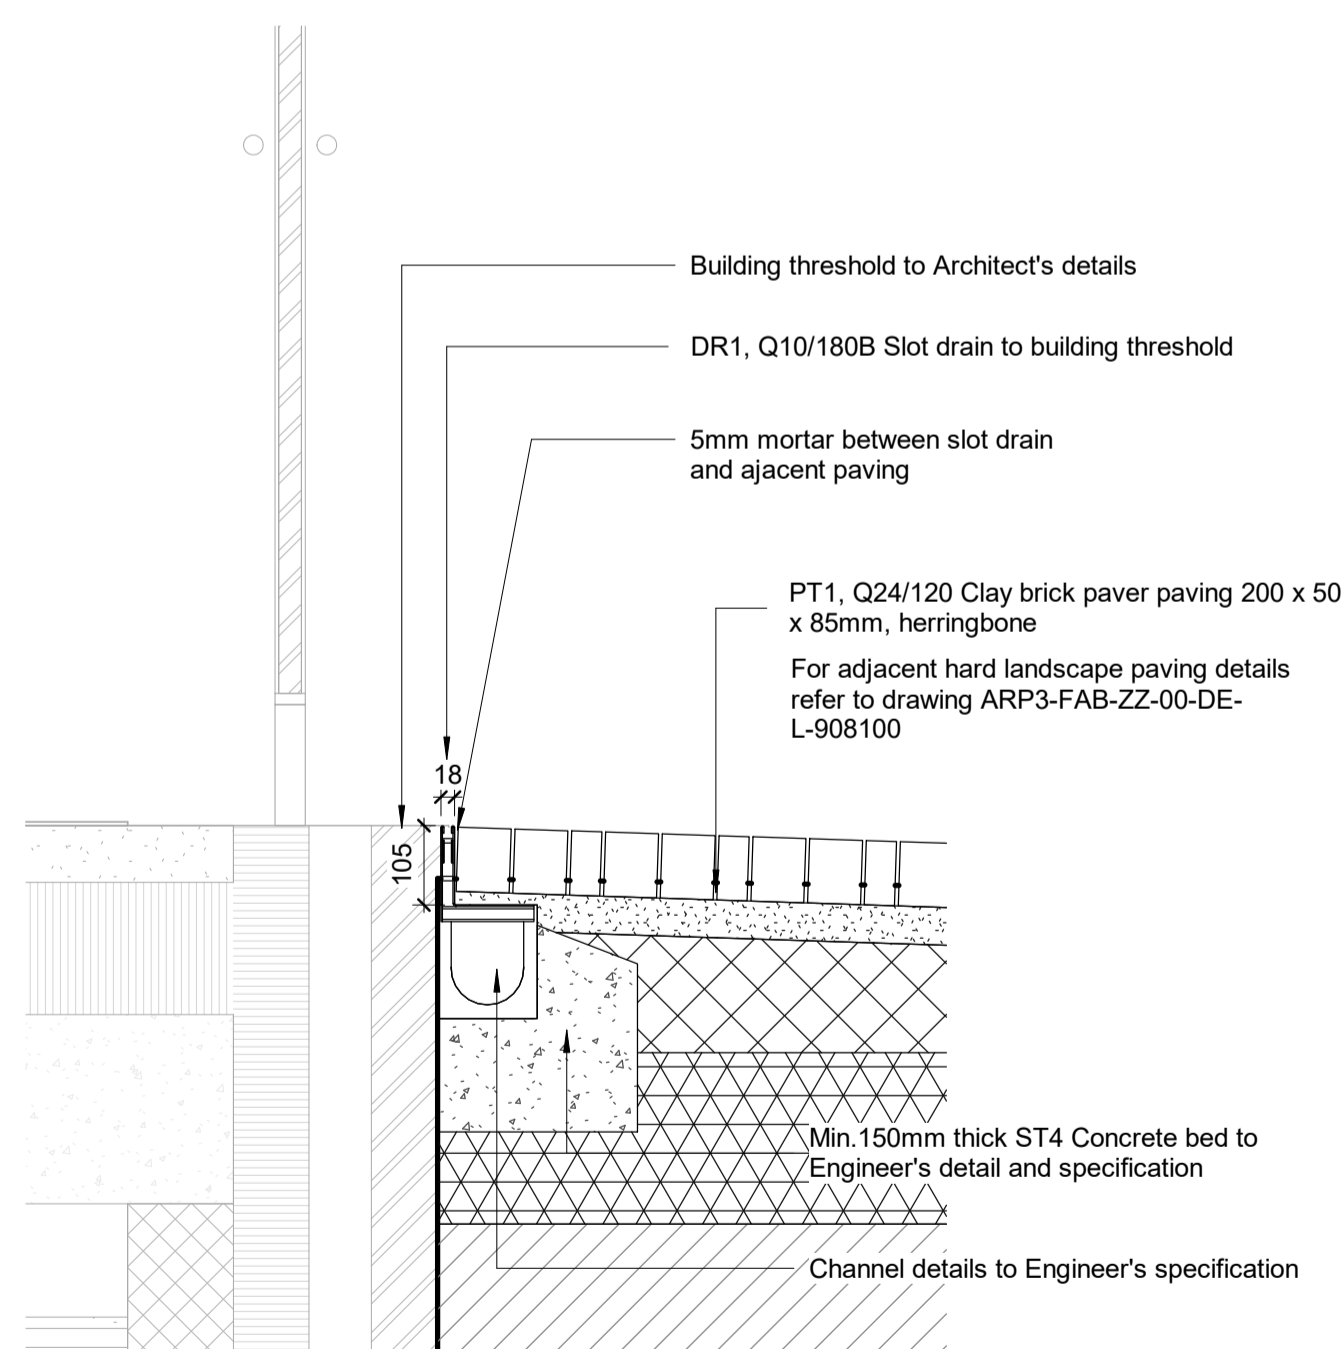 Building threshold to Architect's details
DR1, Q10/180B Slot drain to building threshold
5mm mortar between slot drain
and ajacent paving
PT1, Q24/120 Clay brick paver paving 200 x 50
x 85mm, herringbone
For adjacent hard landscape paving details
refer to drawing ARP3-FAB-ZZ-00-DE-
L-908100
18
105
Min.150mm thick ST4 Concrete bed to
Engineer's detail and specification
Channel details to Engineer's specification